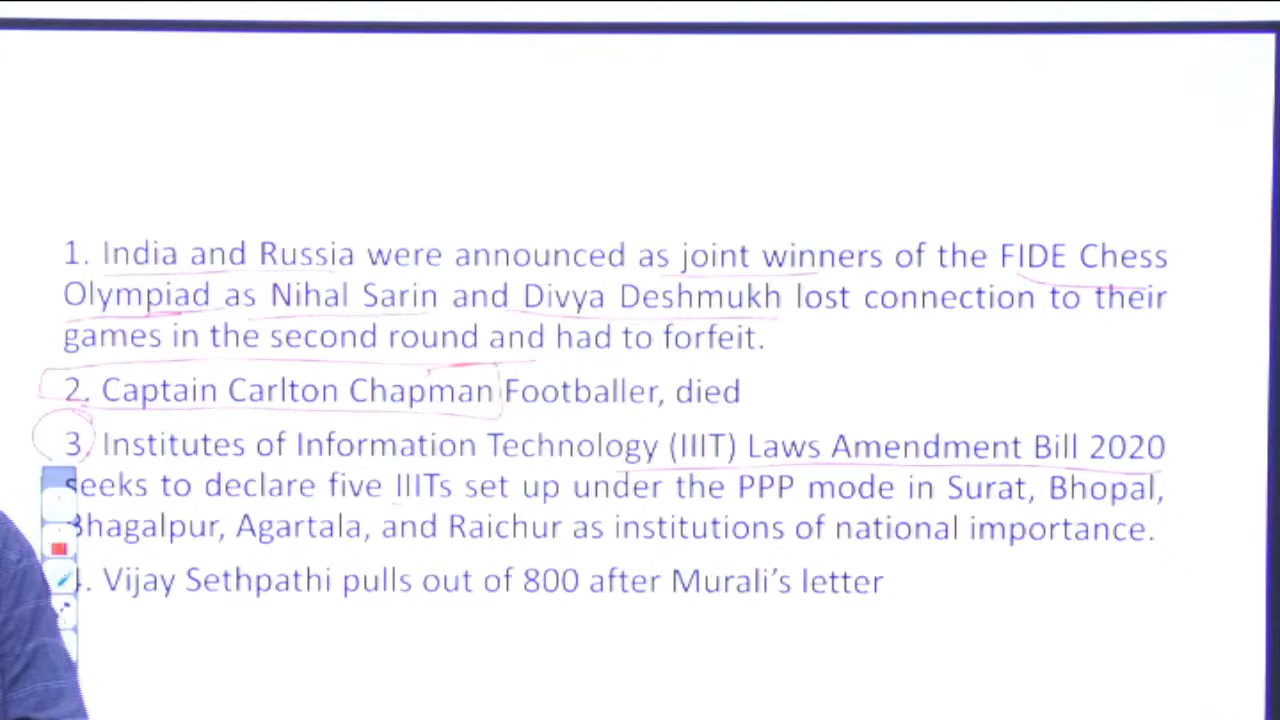 1. India and Russia were announced as joint winners of the FIDE Chess
Olympiad as Nihal Sarin and Divya Deshmukh lost connection to their
games in the second round and had to forfeit.
2. Captain Carlton Chapman Footballer, died
3. Institutes of Information Technology (IIIT) Laws Amendment Bill 2020
seeks to declare five IIITs set up under the PPP mode in Surat, Bhopal,
Bhagalpur, Agartala, and Raichur as institutions of national importance.
4. Vijay Sethpathi pulls out of 800 after Murali's letter